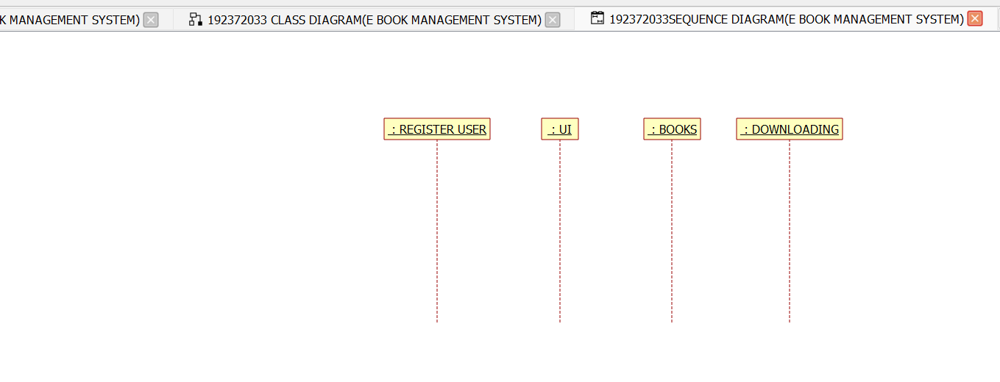 K MANAGEMENT SYSTEM)
192372033 CLASS DIAGRAM(E BOOK MANAGEMENT SYSTEM)
192372033SEQUENCE DIAGRAM(E BOOK MANAGEMENT SYSTEM)
: REGISTER USER
: UI
: BOOKS
: DOWNLOADING